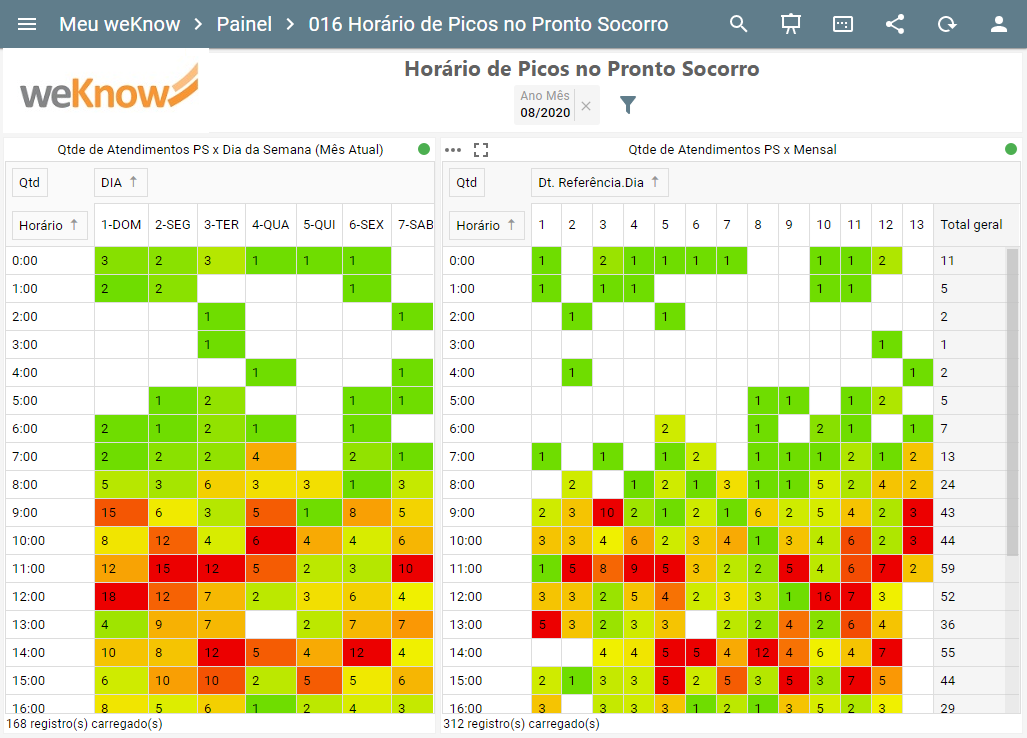 Meu weKnow > Painel > 016 Horário de Picos no Pronto Socorro
weKnow
Horário de Picos no Pronto Socorro
Ano Mês
08/2020
Qtde de Atendimentos PS x Dia da Semana (Mês Atual)
Qtd DIA ↑
Horário ↑ 1-DOM 2-SEG 3-TER 4-QUA 5-QUI 6-SEX 7-SAB
0:00 3 2 3 1 1 1
1:00 2 2 1
2:00 1 1
3:00 1
4:00 1 1
5:00 1 2 1 1
6:00 2 1 2 1 1
7:00 2 2 2 4 2 1
8:00 5 3 6 3 3 1 3
9:00 15 6 3 5 1 8 5
10:00 8 12 4 6 4 4 6
11:00 12 15 12 5 2 3 10
12:00 18 12 7 2 3 6 4
13:00 4 9 7 2 7 7
14:00 10 8 12 5 4 12 4
15:00 6 10 10 2 5 5 6
16:00 8 5 6 1 2 4 3
168 registro(s) carregado(s)
Qtde de Atendimentos PS x Mensal
Qtd Dt. Referência.Dia ↑
Horário ↑ 1 2 3 4 5 6 7 8 9 10 11 12 13 Total geral
0:00 1 2 1 1 1 1 1 1 2 11
1:00 1 1 1 1 1 5
2:00 1 1 2
3:00 1 1
4:00 1 1 2
5:00 1 1 1 2 5
6:00 2 1 2 1 1 7
7:00 1 1 1 2 1 1 1 2 1 2 13
8:00 2 1 2 1 3 1 1 5 2 4 2 24
9:00 2 3 10 2 1 2 1 6 2 5 4 2 3 43
10:00 3 3 4 6 2 3 4 1 3 4 6 2 3 44
11:00 1 5 8 9 5 3 2 2 5 4 6 7 2 59
12:00 3 3 2 5 4 2 3 3 1 16 7 3 52
13:00 5 3 2 3 3 2 2 4 2 6 4 36
14:00 4 4 5 5 4 12 4 6 4 7 55
15:00 2 1 3 3 5 2 5 3 5 3 7 5 44
16:00 3 3 3 3 1 2 1 3 5 2 3 29
312 registro(s) carregado(s)